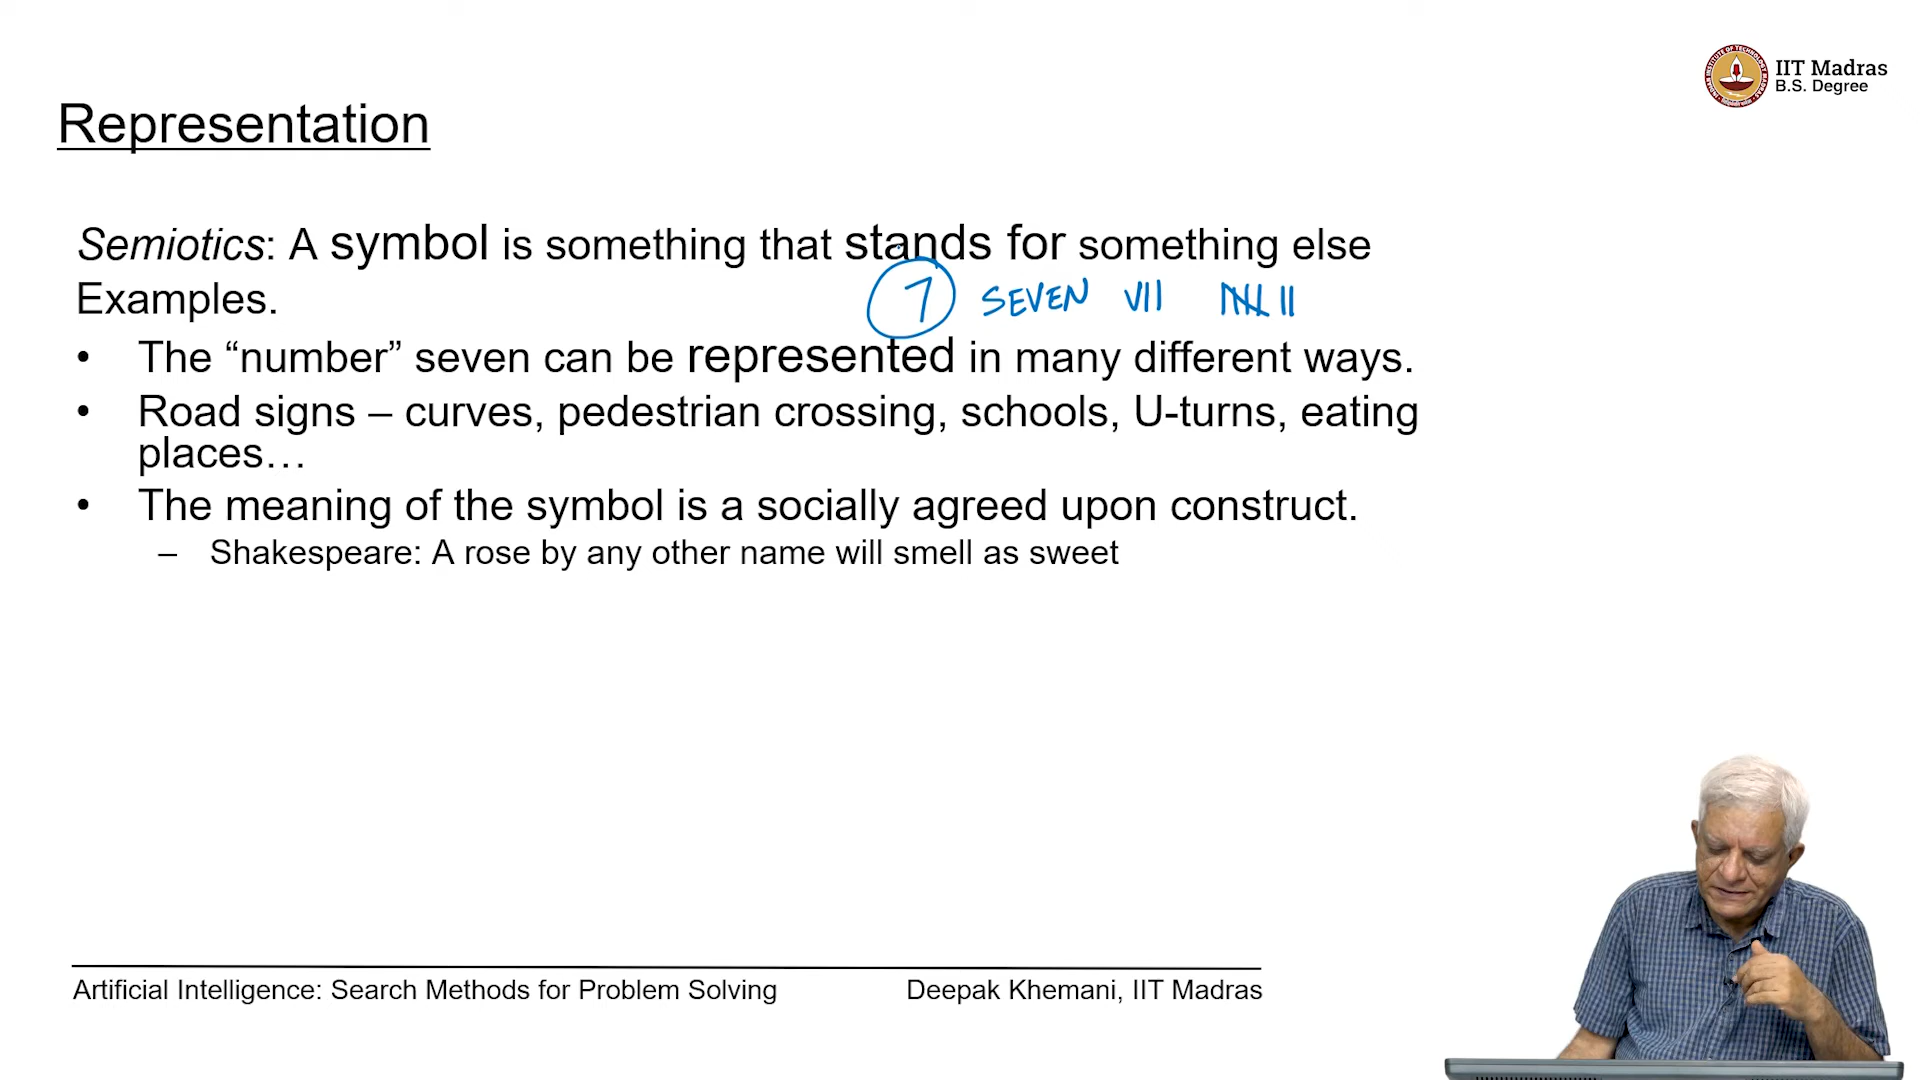 IIT Madras
B.S. Degree
Representation
Semiotics: A symbol is something that stands for something else
Examples.
7 SEVEN VII
• The “number” seven can be represented in many different ways.
• Road signs – curves, pedestrian crossing, schools, U-turns, eating
places…
• The meaning of the symbol is a socially agreed upon construct.
– Shakespeare: A rose by any other name will smell as sweet
Artificial Intelligence: Search Methods for Problem Solving
Deepak Khemani, IIT Madras